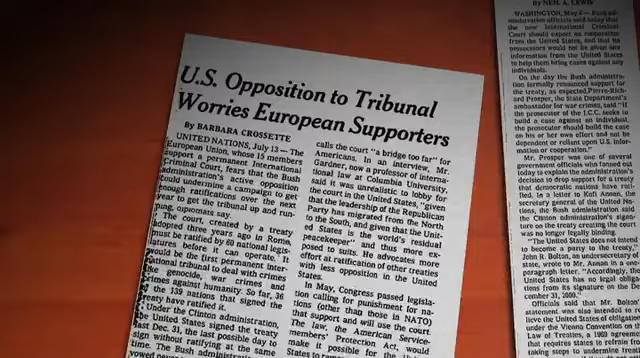 U.S. Opposition to Tribunal
Worries European Supporters
By BARBARA CROSSETTE
UNITED NATIONS, July 13 — The
European Union, whose 15 members
support a permanent International
Criminal Court, fears that the Bush
administration's active opposition
could undermine a campaign to get
enough ratifications over the next
year to get the tribunal up and run-
ning, diplomats say.
The court, created by a treaty
adopted three years ago in Rome,
must be ratified by 60 national legis-
latures before it can operate. It
would be the first permanent inter-
national tribunal to deal with crimes
like genocide, war crimes and
crimes against humanity. So far, 36
of the 139 nations that signed the
treaty have ratified it.
Under the Clinton administration,
the United States signed the treaty
last Dec. 31, the last possible day to
sign without ratifying at the same
time. The Bush
calls the court "a bridge too far" for
Americans. In an interview, Mr.
Gardner, now a professor of interna-
tional law at Columbia University,
said it was unrealistic to lobby for
the court in the United States, "given
that the leadership of the Republican
Party has migrated from the North
to the South, and given that the Unit-
ed States is the world's residual
peacekeeper" and thus more ex-
posed to suits. He advocates more
effort at ratification of other treaties
with less opposition in the United
States.
In May, Congress passed legisla-
tion calling for punishment for na-
tions (other than those in NATO)
that support and will use the court.
The law, the American Service-
members' Protection Act, would
make it possible for the
States to
By NEIL A. LEWIS
WASHINGTON, May 6 — Bush ad-
ministration officials said today that
the new International Criminal
Court should expect no cooperation
from the United States, and that its
prosecutors would not be given any
information from the United States
to help them bring cases against any
individuals.
On the day the Bush administra-
tion formally renounced support for
the treaty, as expected, Pierre-Rich-
ard Prosper, the State Department's
ambassador for war crimes, said "If
the prosecutor of the I.C.C. seeks to
build a case against an individual,
the prosecutor should build the case
on his or her own effort and not be
dependent or reliant upon U.S. infor-
mation or cooperation."
Mr. Prosper was one of several
government officials who fanned out
today to explain the administration's
decision to drop support for a treaty
that democratic nations have rati-
fied. In a letter to Kofi Annan, the
secretary general of the United Na-
tions, the Bush administration said
the Clinton administration's signa-
ture on the treaty creating the court
was no longer legally binding.
"The United States does not intend
to become a party to the treaty,"
John R. Bolton, an undersecretary of
state, wrote to Mr. Annan in a one-
paragraph letter. "Accordingly, the
United States has no legal obliga-
tions from its signature on the De-
cember 31, 2000."
Officials said that Mr. Bolton's
statement was also intended to re-
lieve the United States of obligations
under the Vienna Convention on the
Law of Treaties, a 1969 agreement
that requires states to refrain from
taking steps to undermine treaties